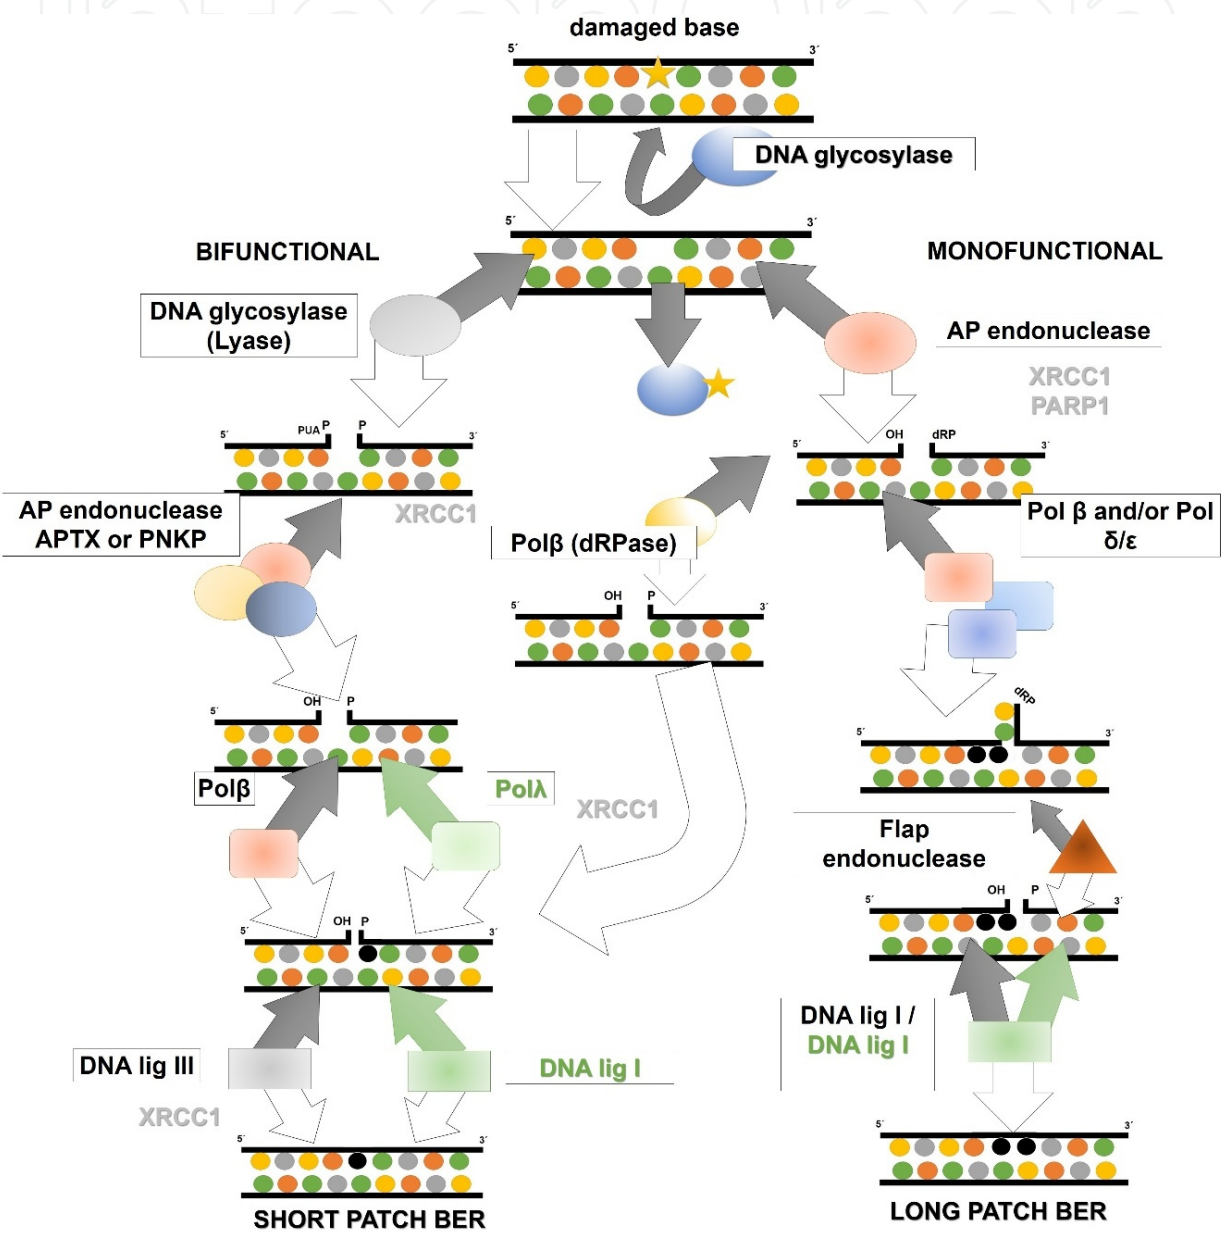 damaged base
5´ 3´
DNA glycosylase
5´ 3´
BIFUNCTIONAL
MONOFUNCTIONAL
DNA glycosylase
(Lyase)
AP endonuclease
XRCC1
PARP1
5´ PUA P P 3´
5´ OH dRP 3´
AP endonuclease
APTX or PNKP
XRCC1
Polβ (dRPase)
Pol β and/or Pol
δ/ε
5´ OH P 3´
5´ OH P 3´
5´ dRP 3´
Polβ
Polλ
XRCC1
Flap
endonuclease
5´ OH P 3´
5´ OH P 3´
DNA lig III
XRCC1
DNA lig I
DNA lig I /
DNA lig I
5´ 3´
5´ 3´
SHORT PATCH BER
LONG PATCH BER